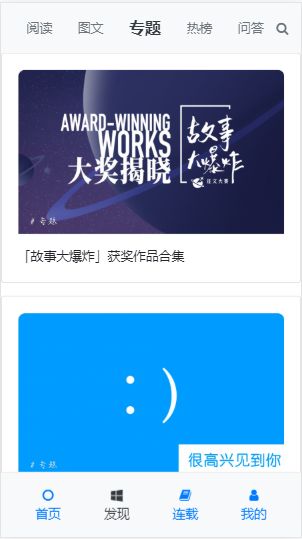 阅读 图文 专题 热榜 问答
AWARD-WINNING
WORKS
大奖揭晓
故事
大爆炸
征文大赛
# 专题
「故事大爆炸」获奖作品合集
: )
# 专题
很高兴见到你
首页 发现 连载 我的